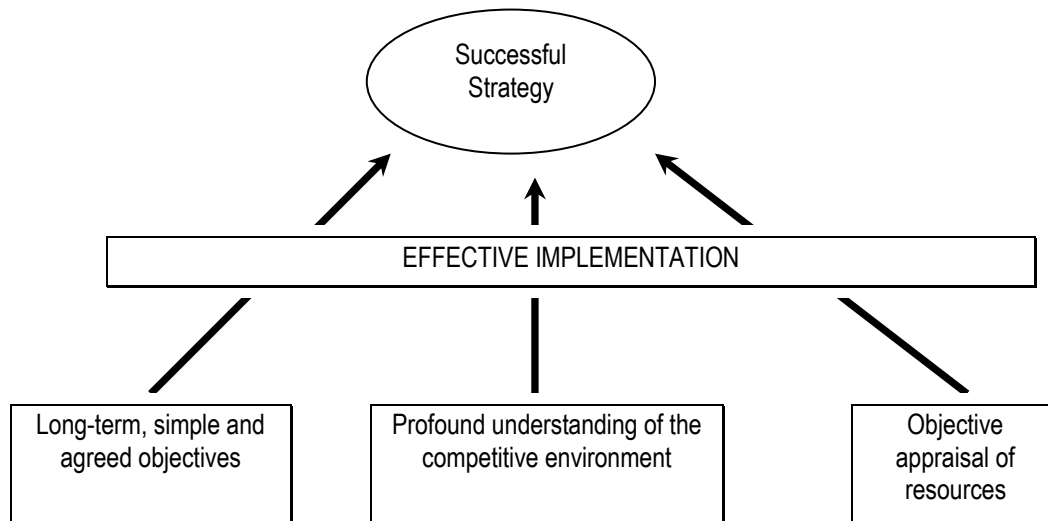 Successful
Strategy
EFFECTIVE IMPLEMENTATION
Long-term, simple and
agreed objectives
Profound understanding of the
competitive environment
Objective
appraisal of
resources